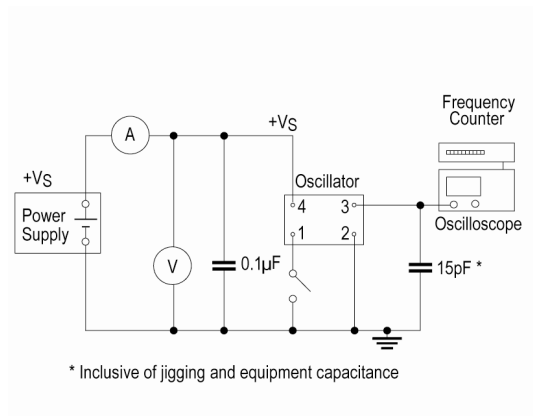 Frequency
Counter
+VS
A
+VS
Oscillator
Power
Supply
4
3
Oscilloscope
1
2
V
0.1µF
15pF *
* Inclusive of jigging and equipment capacitance